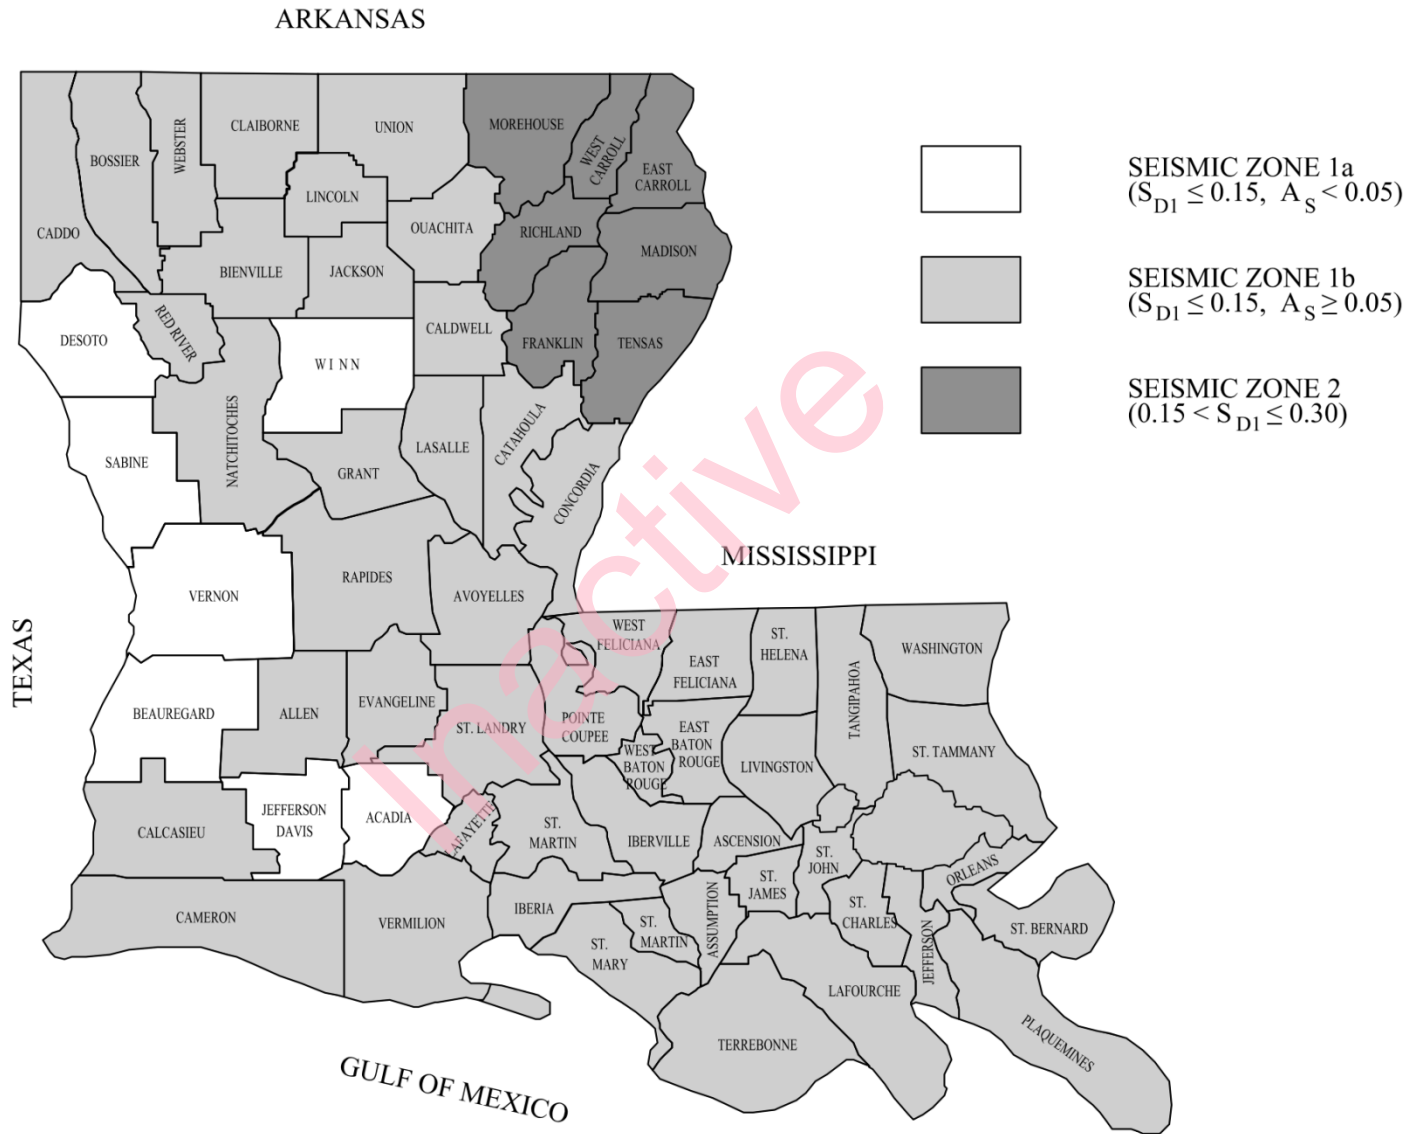 ARKANSAS
CLAIBORNE
UNION
MOREHOUSE
WEBSTER
BOSSIER
WEST
CARROLL
EAST
CARROLL
LINCOLN
CADDO
OUACHITA
RICHLAND
MADISON
BIENVILLE
JACKSON
DESOTO
RED RIVER
WINN
CALDWELL
FRANKLIN
TENSAS
SABINE
NATCHITOCHES
GRANT
LASALLE
CATAHOULA
CONCORDIA
VERNON
RAPIDES
AVOYELLES
MISSISSIPPI
TEXAS
BEAUREGARD
ALLEN
EVANGELINE
ST. LANDRY
POINTE
COUPEE
WEST
FELICIANA
EAST
FELICIANA
ST.
HELENA
TANGIPAHOA
WASHINGTON
WEST
BATON
ROUGE
EAST
BATON
ROUGE
LIVINGSTON
ST. TAMMANY
CALCASIEU
JEFFERSON
DAVIS
ACADIA
LAFAYETTE
ST.
MARTIN
IBERVILLE
ASCENSION
ST.
JOHN
ST.
JAMES
ORLEANS
CAMERON
VERMILION
IBERIA
ST.
MARY
ST.
MARTIN
ASSUMPTION
ST.
CHARLES
JEFFERSON
ST. BERNARD
LAFOURCHE
TERREBONNE
PLAQUEMINES
GULF OF MEXICO
SEISMIC ZONE 1a
(S D1 ≤ 0.15, A S < 0.05)
SEISMIC ZONE 1b
(S D1 ≤ 0.15, A S ≥ 0.05)
SEISMIC ZONE 2
(0.15 < S D1 ≤ 0.30)
Inactive